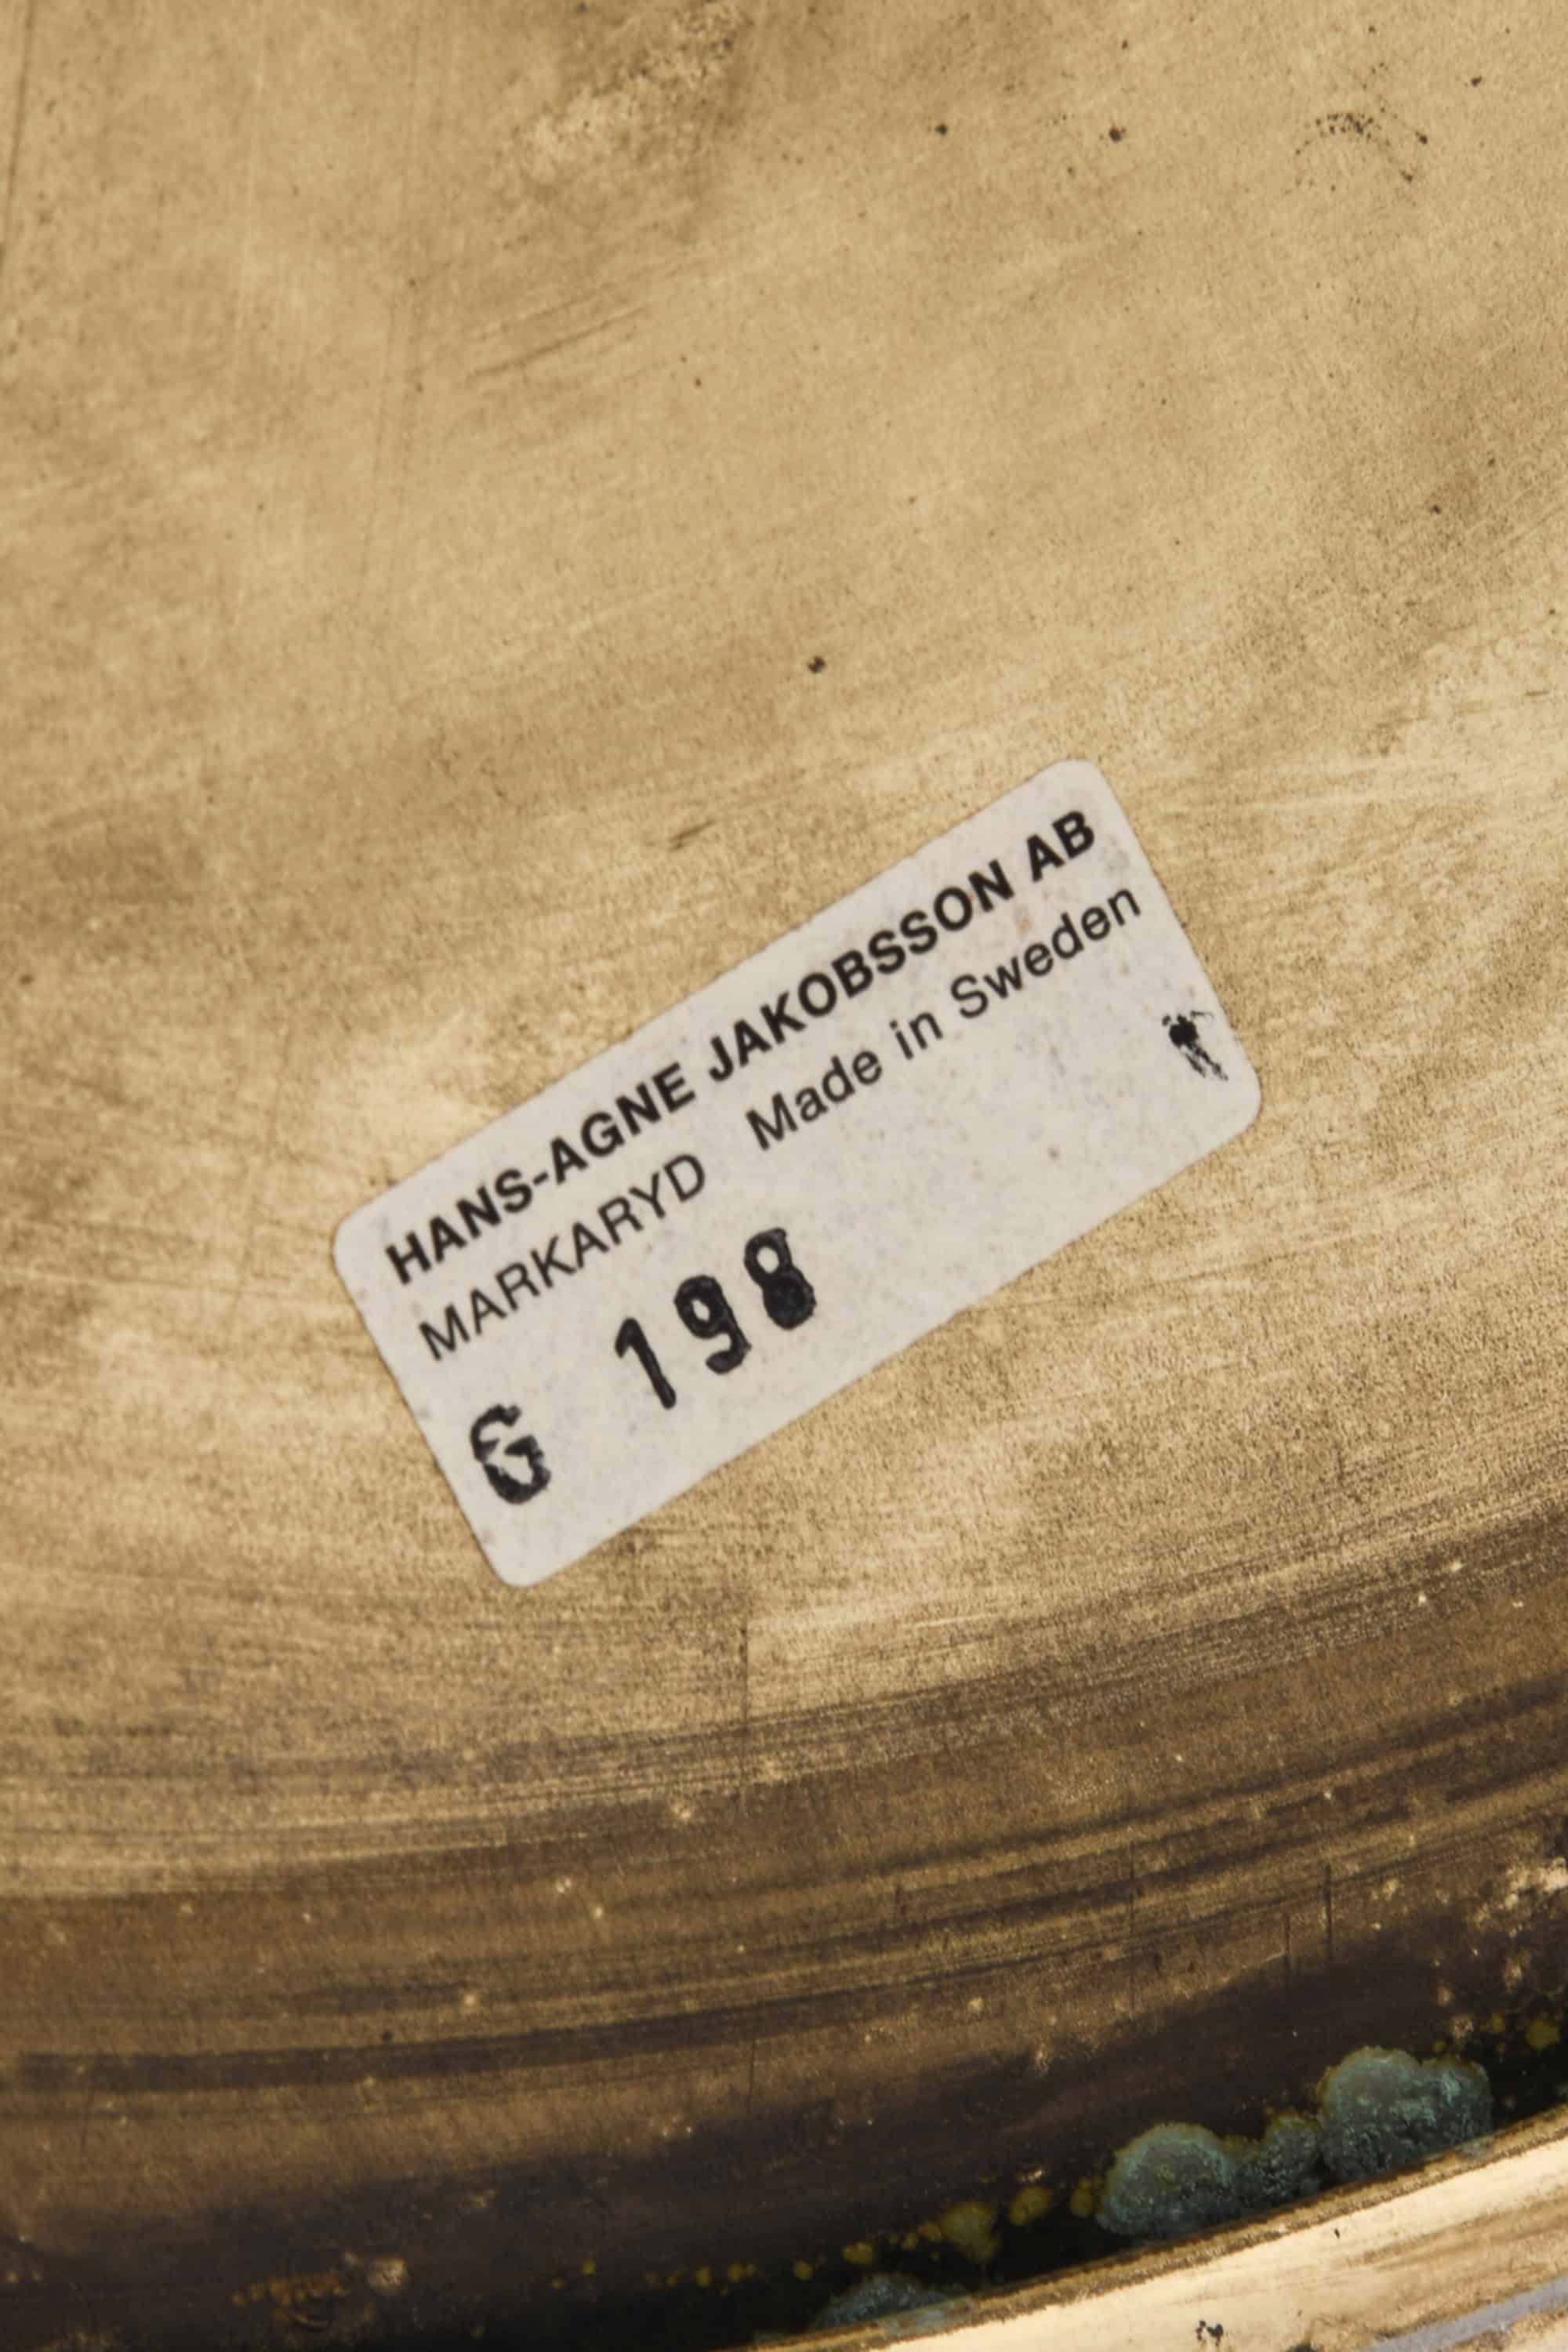 HANS-AGNE JAKOBSSON AB
MARKARYD Made in Sweden
G 198